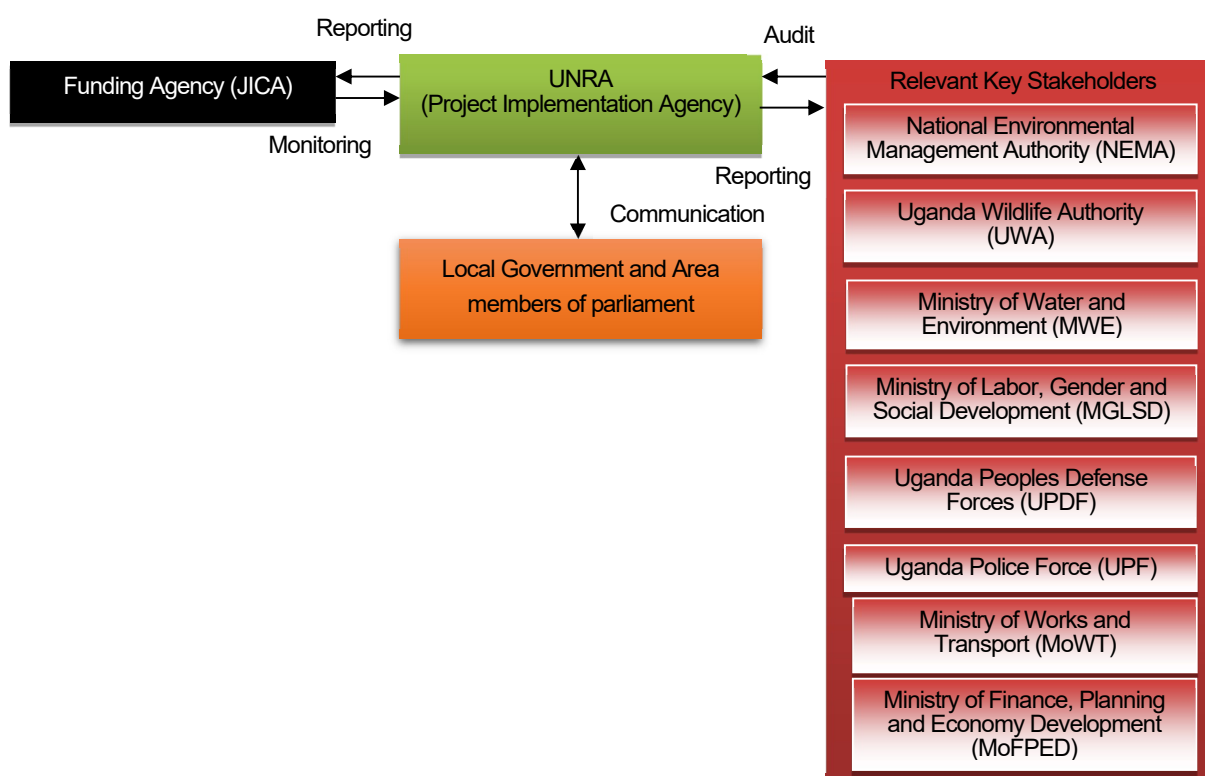 Reporting
Audit
Funding Agency (JICA)
UNRA
(Project Implementation Agency)
Monitoring
Reporting
Communication
Local Government and Area
members of parliament
Relevant Key Stakeholders
National Environmental
Management Authority (NEMA)
Uganda Wildlife Authority
(UWA)
Ministry of Water and
Environment (MWE)
Ministry of Labor, Gender and
Social Development (MGLSD)
Uganda Peoples Defense
Forces (UPDF)
Uganda Police Force (UPF)
Ministry of Works and
Transport (MoWT)
Ministry of Finance, Planning
and Economy Development
(MoFPED)